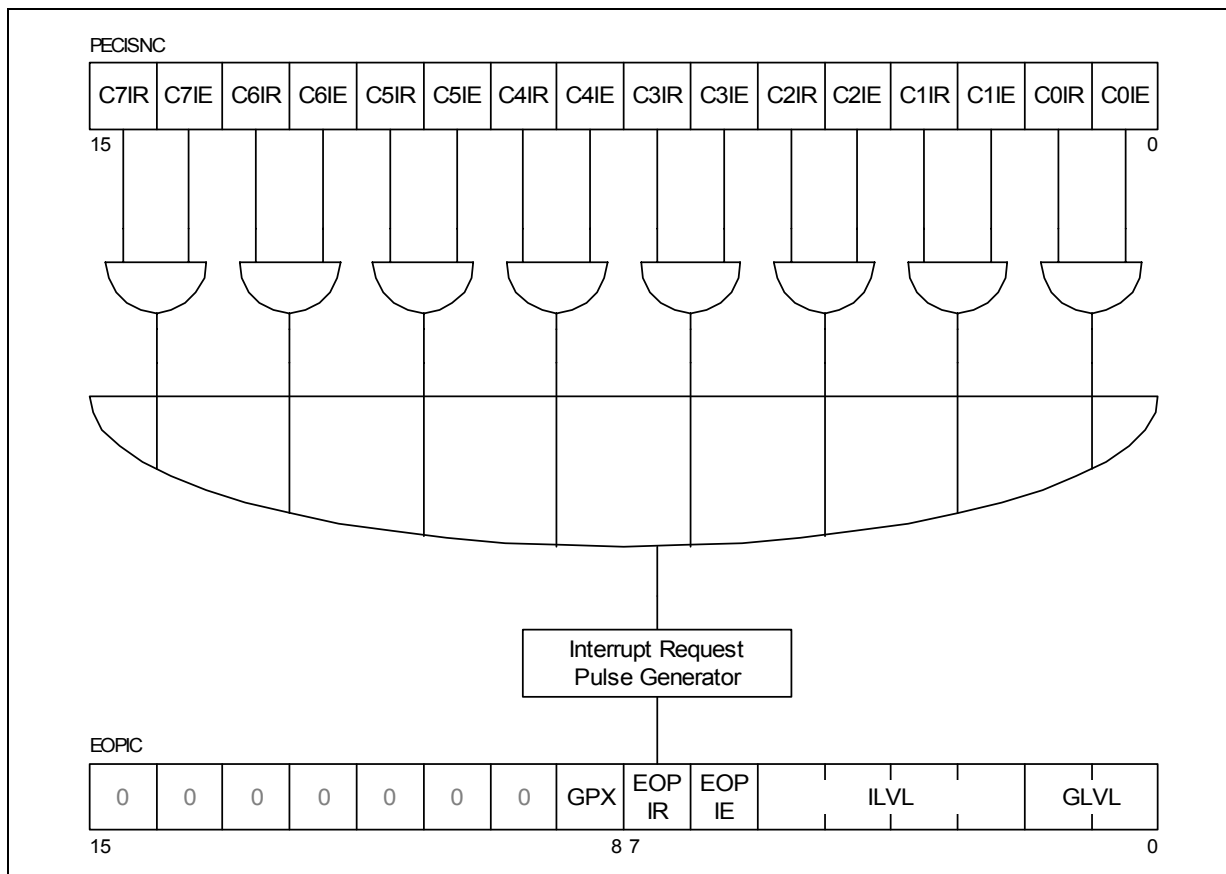 PECISNC
C7IR C7IE C6IR C6IE C5IR C5IE C4IR C4IE C3IR C3IE C2IR C2IE C1IR C1IE C0IR C0IE
15 0
Interrupt Request
Pulse Generator
EOPIC
0 0 0 0 0 0 0 GPX EOP IR EOP IE ILVL GLVL
15 8 7 0